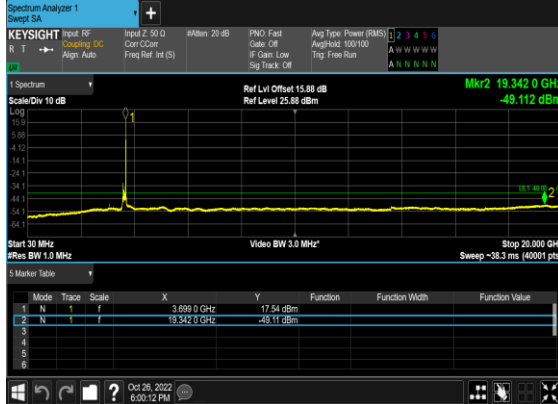 Spectrum Analyzer 1
Swept SA
+
KEYSIGHT Input: RF Input Z: 50 Ω #Atten: 20 dB PNO: Fast Avg Type: Power (RMS) 1 2 3 4 5 6
R T Coupling: DC Corr CCorr Gate: Off Avg|Hold: 100/100 A W W W W W
Align: Auto Freq Ref: Int (S) IF Gain: Low Trig: Free Run
LXI Sig Track: Off A N N N N N
1 Spectrum Ref Lvl Offset 15.88 dB Mkr2 19.342 0 GHz
Scale/Div 10 dB Ref Level 25.88 dBm -49.112 dBm
Log
15.9
5.88
-4.12
-14.1
-24.1
-34.1
-44.1
-54.1
-64.1
1
2
Start 30 MHz Video BW 3.0 MHz* Stop 20.000 GH
#Res BW 1.0 MHz Sweep ~38.3 ms (40001 pts
5 Marker Table
Mode Trace Scale X Y Function Function Width Function Value
1 N 1 f 3.699 0 GHz 17.54 dBm
2 N 1 f 19.342 0 GHz -49.11 dBm
3
4
5
6
? Oct 26, 2022
6:00:12 PM